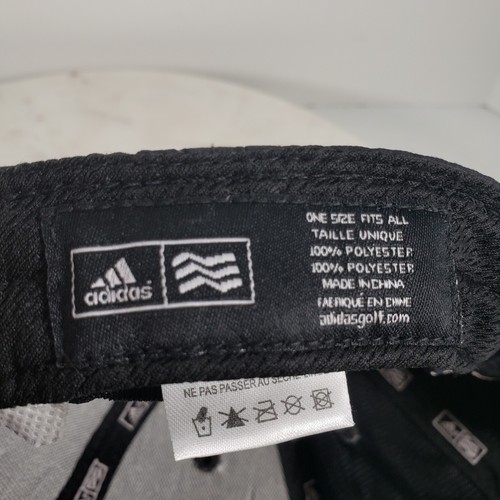 adidas
ONE SIZE FITS ALL
TAILLE UNIQUE
100% POLYESTER
100% POLYESTER
MADE IN CHINA
FABRIQUÉ EN CHINE
adidasgolf.com
NE PAS PASSER AU